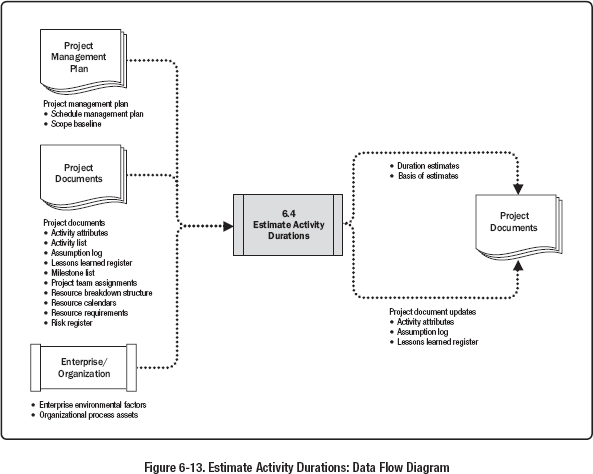 Project
Management
Plan
Project management plan
• Schedule management plan
• Scope baseline
Project
Documents
Project documents
• Activity attributes
• Activity list
• Assumption log
• Lessons learned register
• Milestone list
• Project team assignments
• Resource breakdown structure
• Resource calendars
• Resource requirements
• Risk register
Enterprise/
Organization
• Enterprise environmental factors
• Organizational process assets
6.4
Estimate Activity
Durations
• Duration estimates
• Basis of estimates
Project
Documents
Project document updates
• Activity attributes
• Assumption log
• Lessons learned register
Figure 6-13. Estimate Activity Durations: Data Flow Diagram